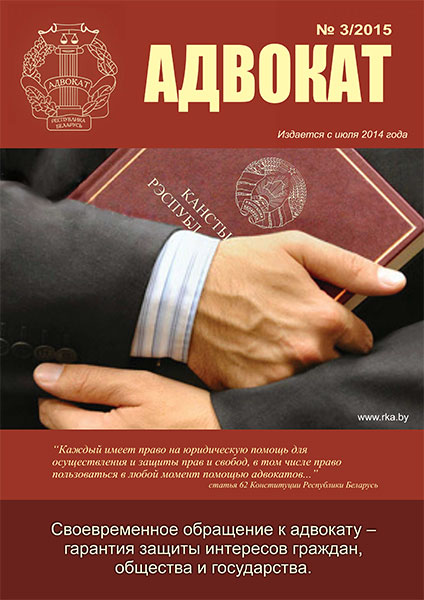 № 3/2015
АДВОКАТ
АДВОКАТ
РЕСПУБЛИКА
БЕЛАРУСЬ
Издается с июля 2014 года
КАНСТЫ
РЭСПУБЛ
www.rka.by
“Каждый имеет право на юридическую помощь для
осуществления и защиты прав и свобод, в том числе право
пользоваться в любой момент помощью адвокатов...”
статья 62 Конституции Республики Беларусь
Своевременное обращение к адвокату –
гарантия защиты интересов граждан,
общества и государства.